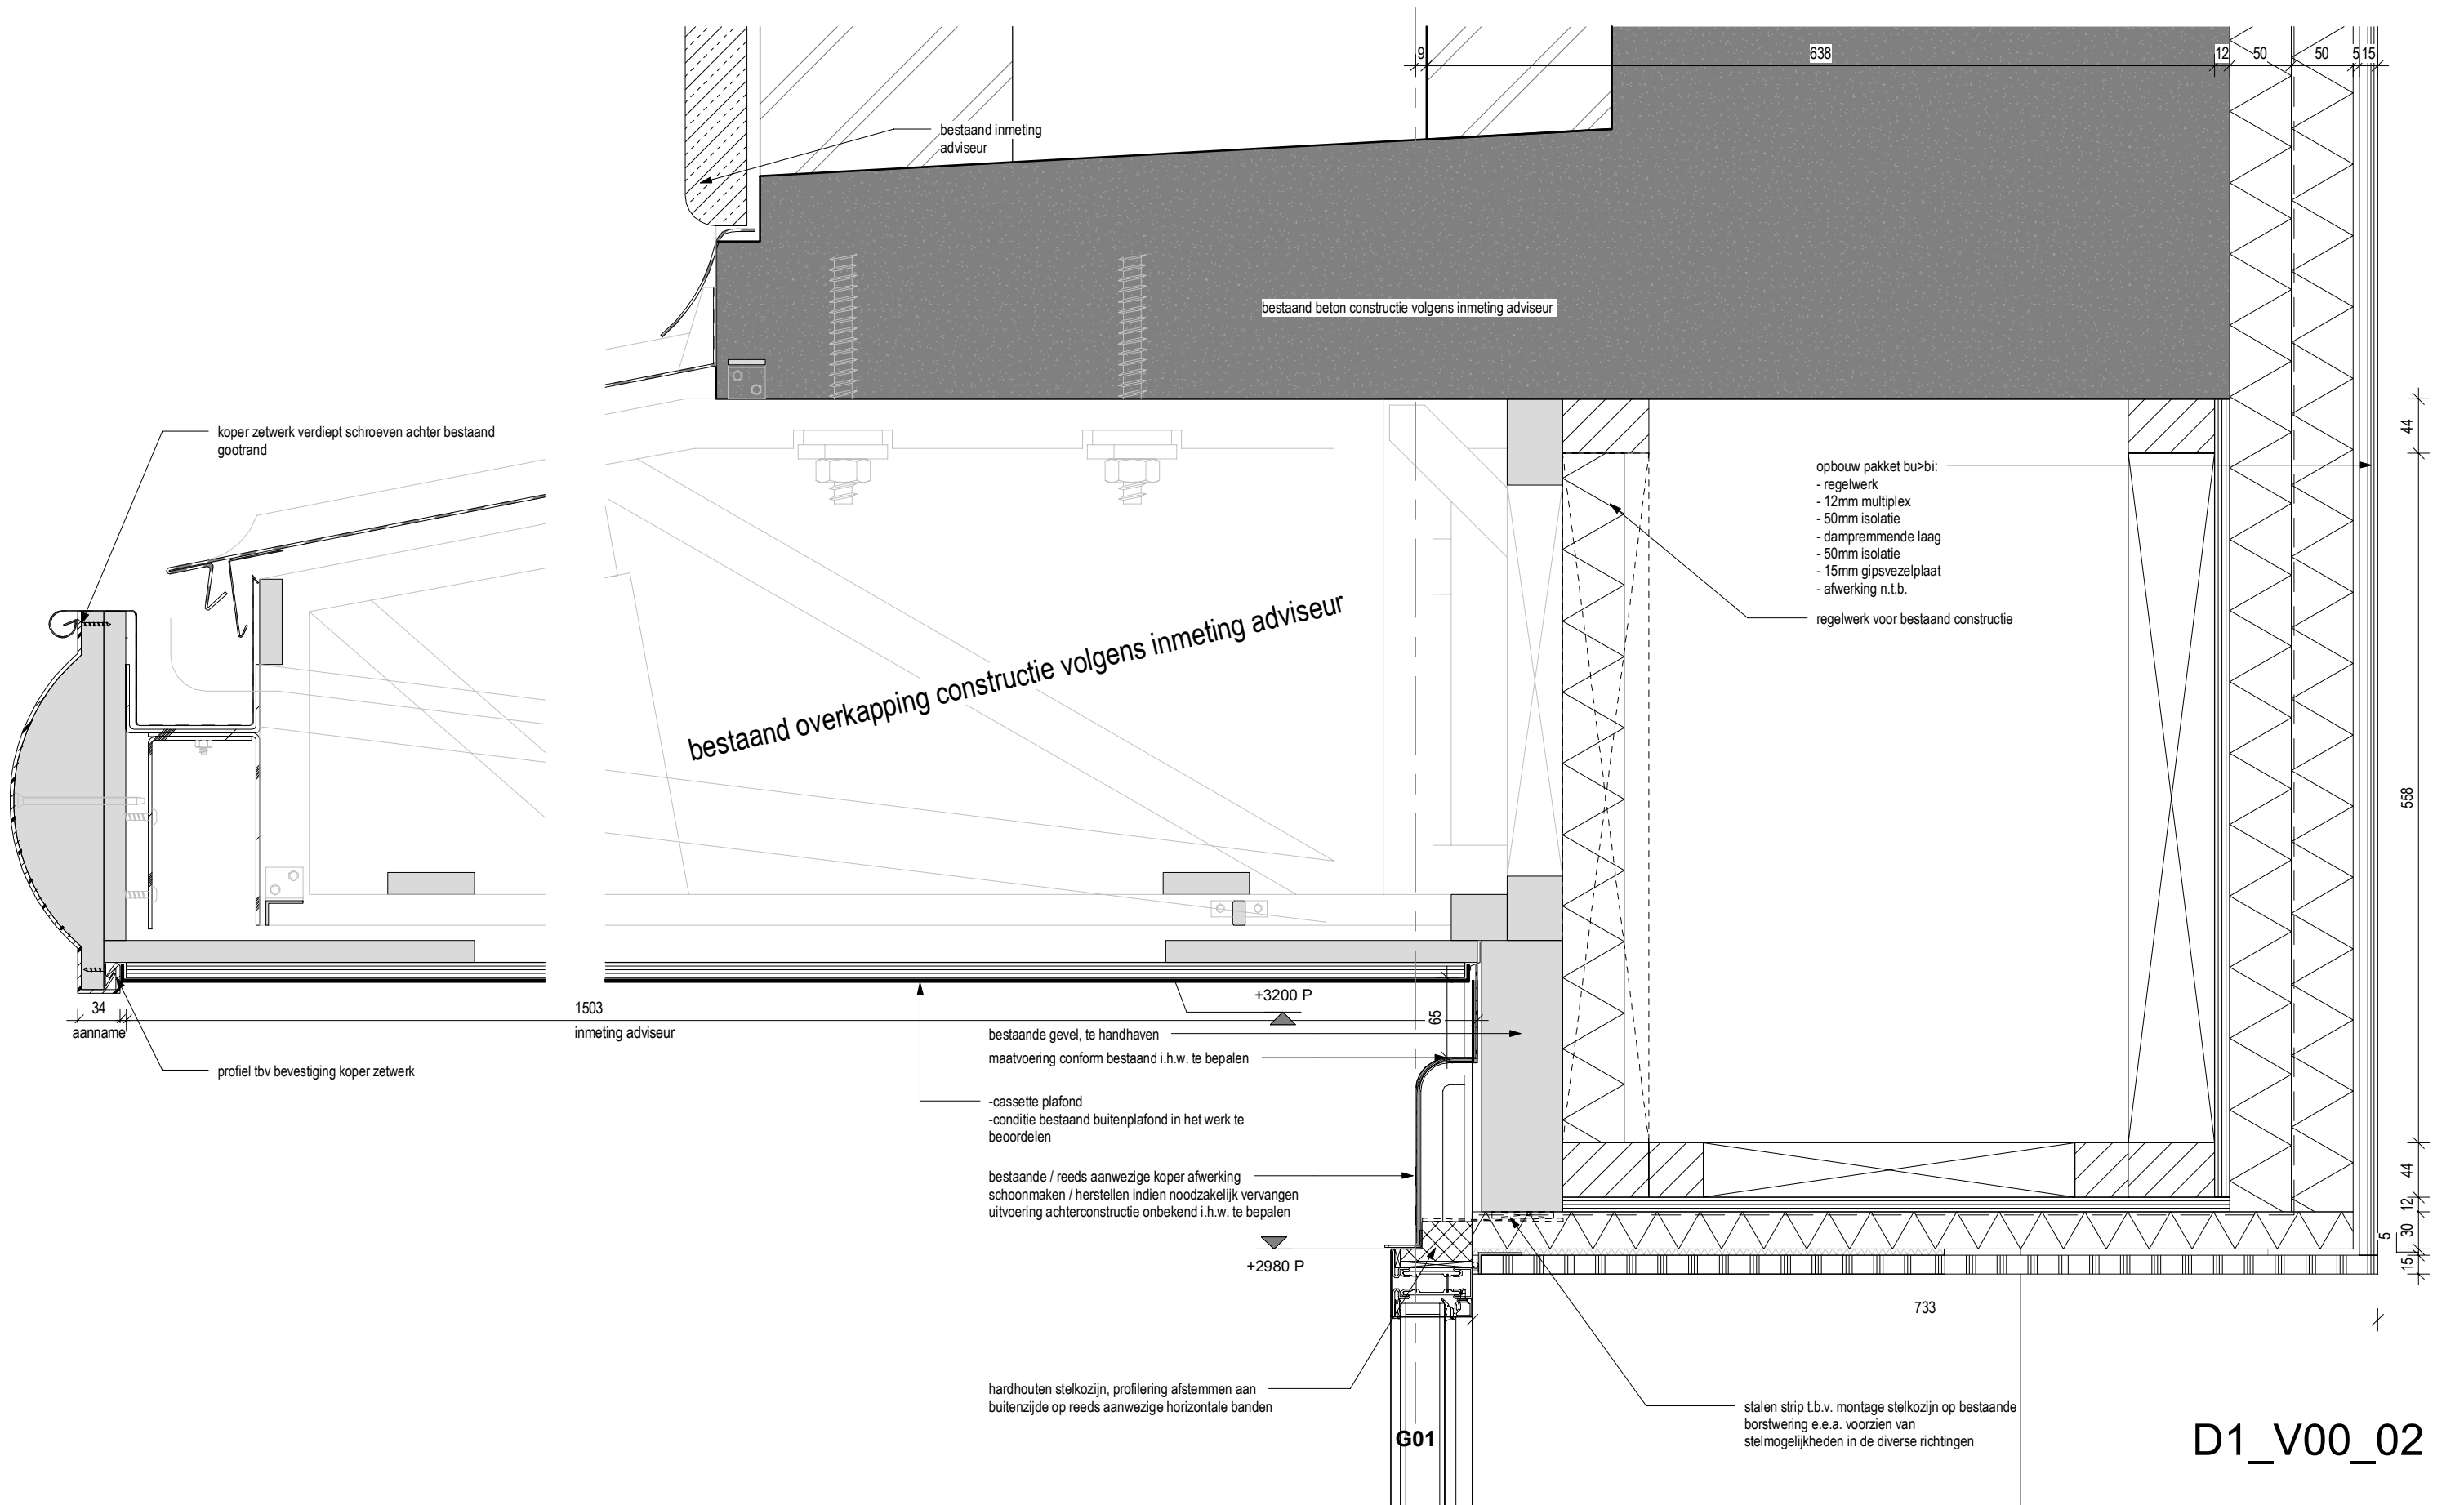 9
638
12
50
50
5
15
bestaand inmeting
adviseur
bestaand beton constructie volgens inmeting adviseur
koper zetwerk verdiept schroeven achter bestaand
gootrand
44
opbouw pakket bu>bi:
- regelwerk
- 12mm multiplex
- 50mm isolatie
- dampremmende laag
- 50mm isolatie
- 15mm gipsvezelplaat
- afwerking n.t.b.
regelwerk voor bestaand constructie
bestaand overkapping constructie volgens inmeting adviseur
558
34
aanname
1503
inmeting adviseur
+3200 P
65
bestaande gevel, te handhaven
maatvoering conform bestaand i.h.w. te bepalen
profiel tbv bevestiging koper zetwerk
-cassette plafond
-conditie bestaand buitenplafond in het werk te
beoordelen
bestaande / reeds aanwezige koper afwerking
schoonmaken / herstellen indien noodzakelijk vervangen
uitvoering achterconstructie onbekend i.h.w. te bepalen
44
12
30
5
15
+2980 P
733
hardhouten stelkozijn, profilering afstemmen aan
buitenzijde op reeds aanwezige horizontale banden
stalen strip t.b.v. montage stelkozijn op bestaande
borstwering e.e.a. voorzien van
stelmogelijkheden in de diverse richtingen
G01
D1_V00_02